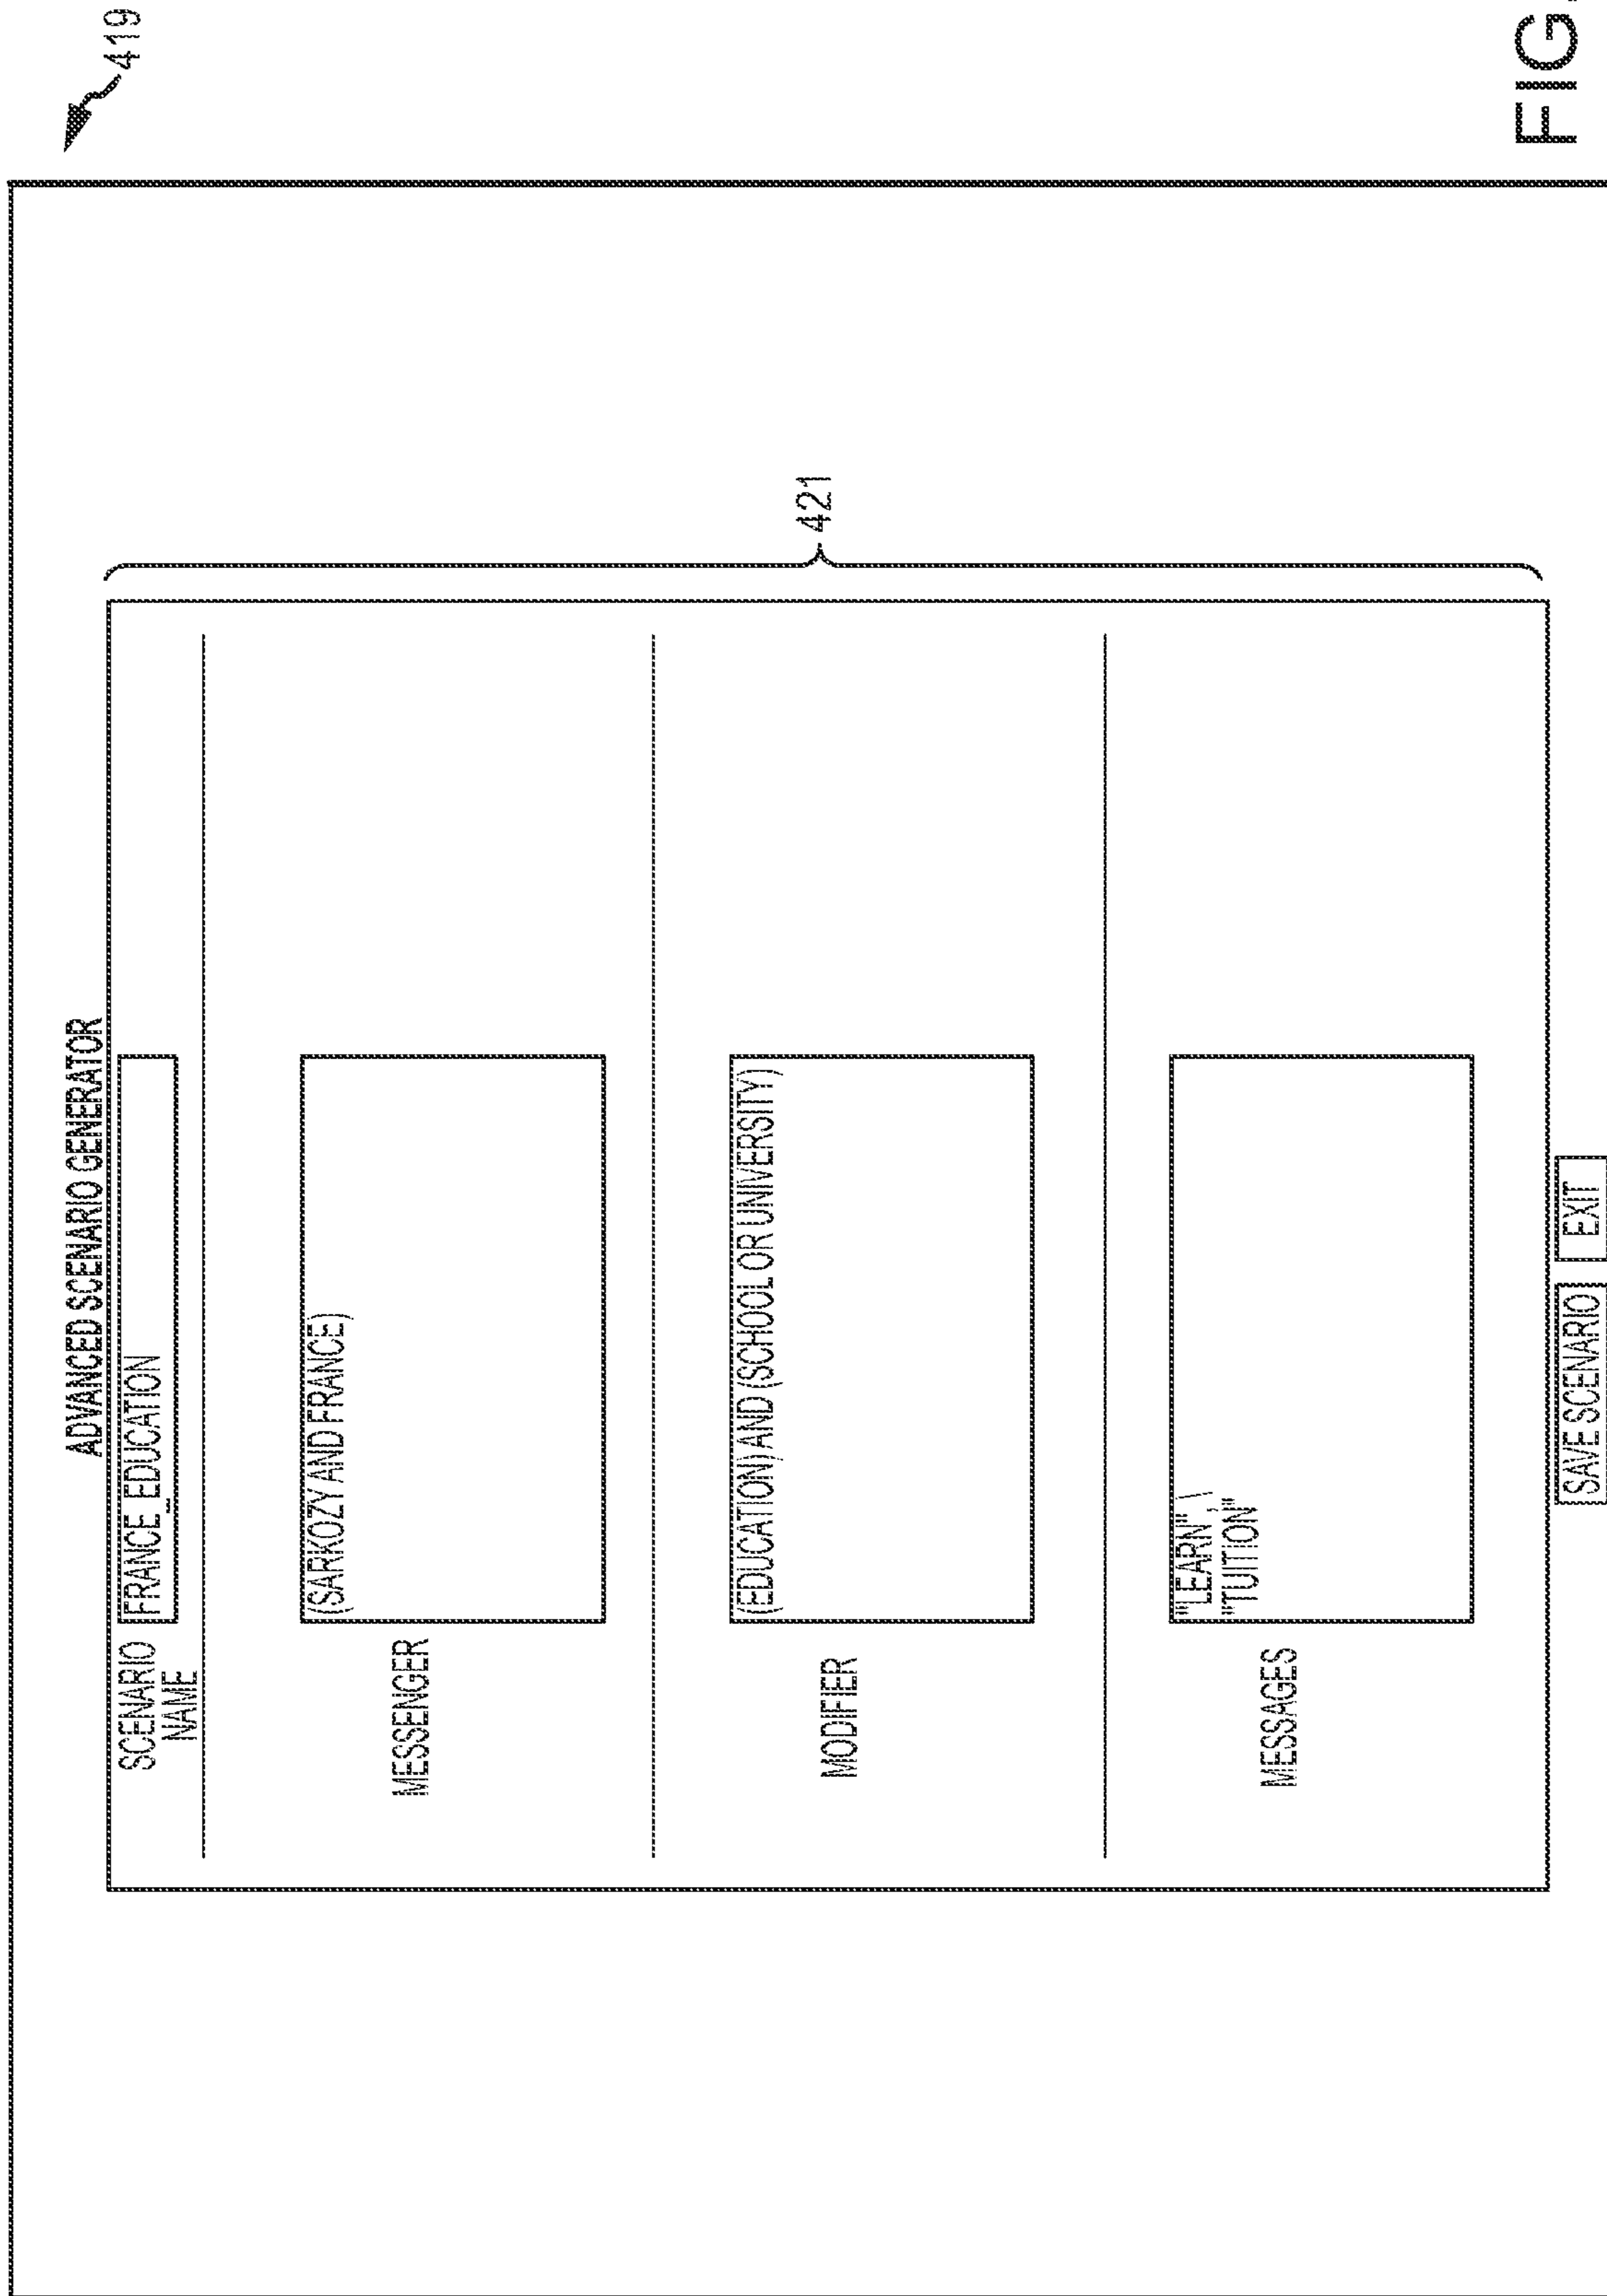 419
ADVANCED SCENARIO GENERATOR
SCENARIO
NAME
FRANCE_EDUCATION
MESSENGER
(SARKOZY AND FRANCE)
421
MODIFIER
(EDUCATION) AND (SCHOOL OR UNIVERSITY)
MESSAGES
"LEARN", \
"TUITION"
SAVE SCENARIO
EXIT
FIG.